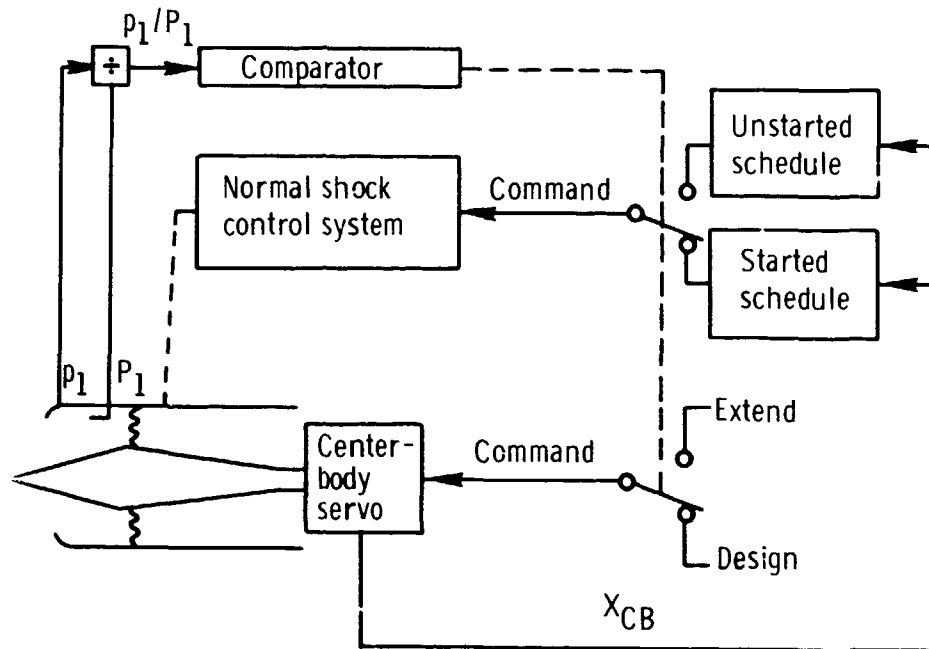 p₁/P₁
÷
Comparator
Unstarted
schedule
Normal shock
control system
Command
Started
schedule
p₁ P₁
Extend
Center-
body
servo
Command
Design
X_CB